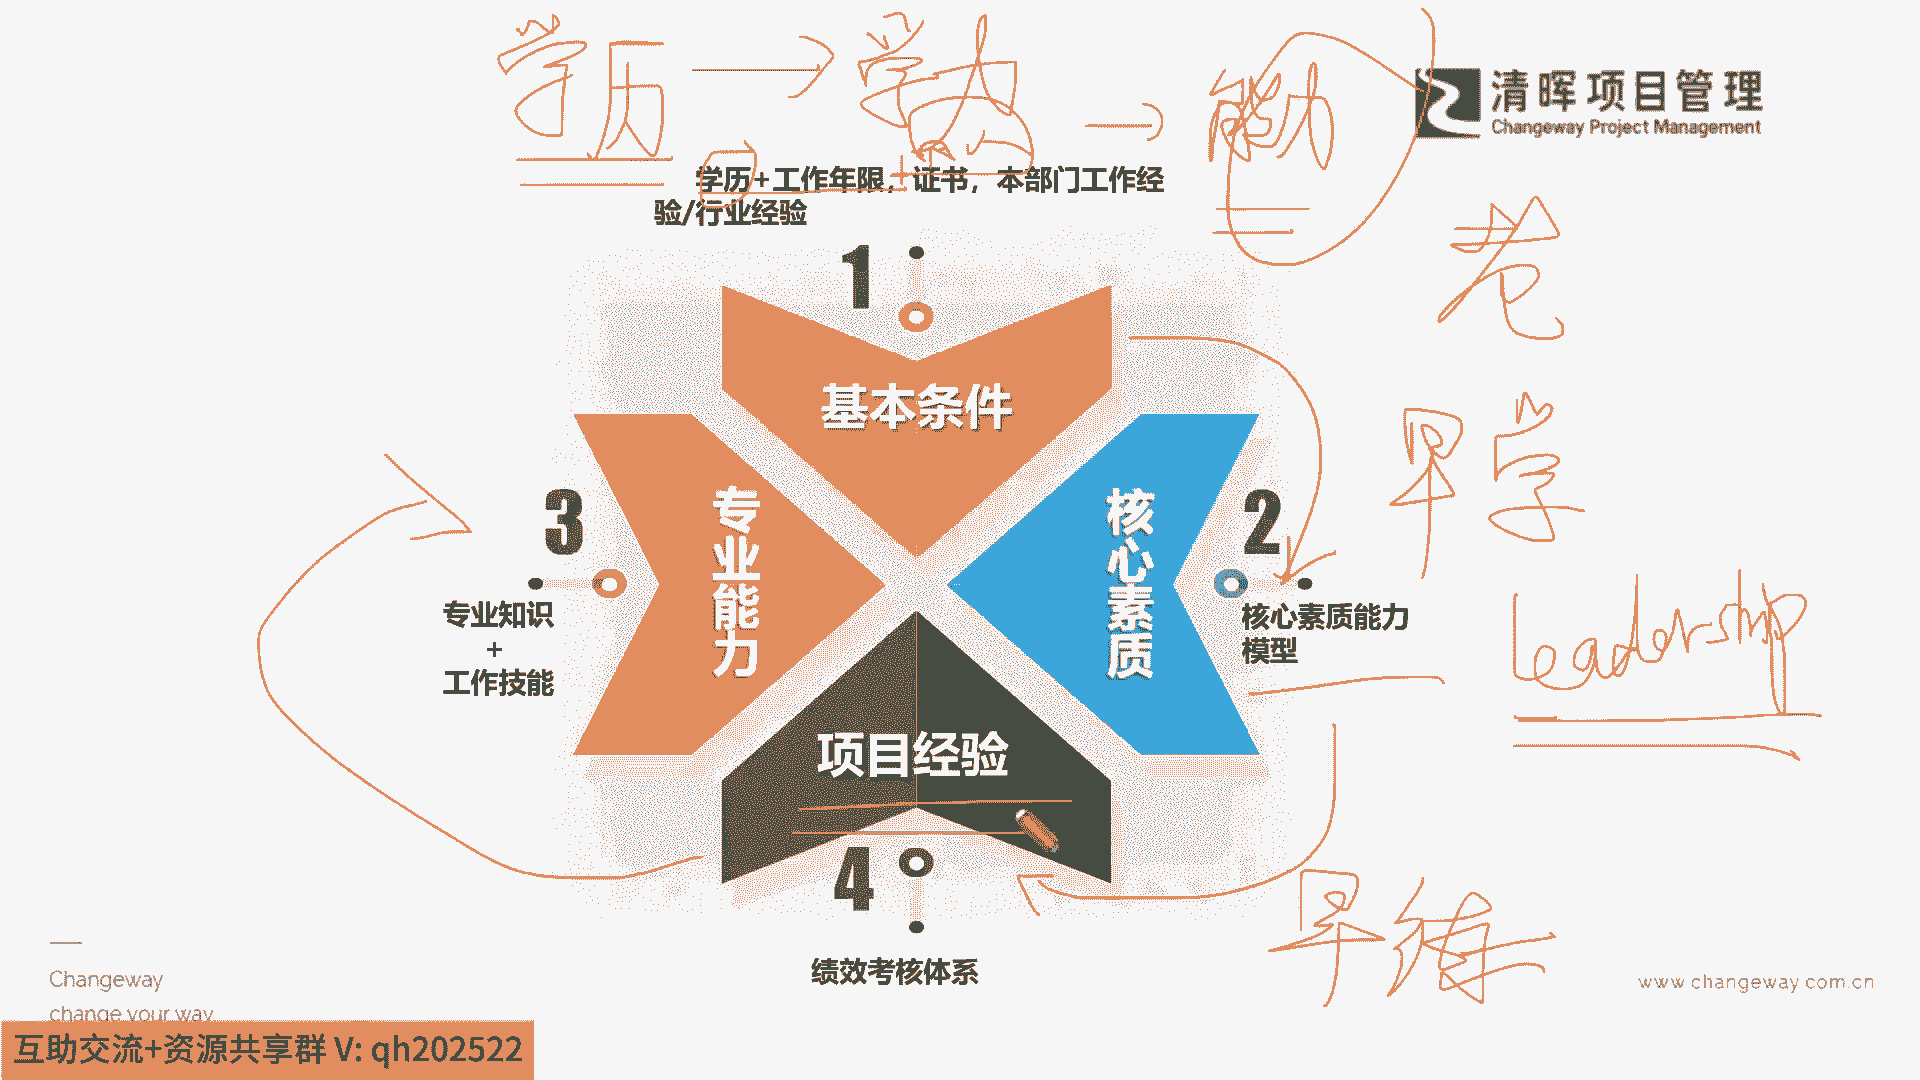 学历 → 学力 → 能力
清晖项目管理
Changeway Project Management
学历+工作年限，证书，本部门工作经
验/行业经验
1
基本条件
早学
3
专业能力
核心素质
2
专业知识
+
工作技能
核心素质能力
模型
leadership
项目经验
4
早练
绩效考核体系
Changeway
change your way
www.changeway.com.cn
互助交流+资源共享群 V: qh202522